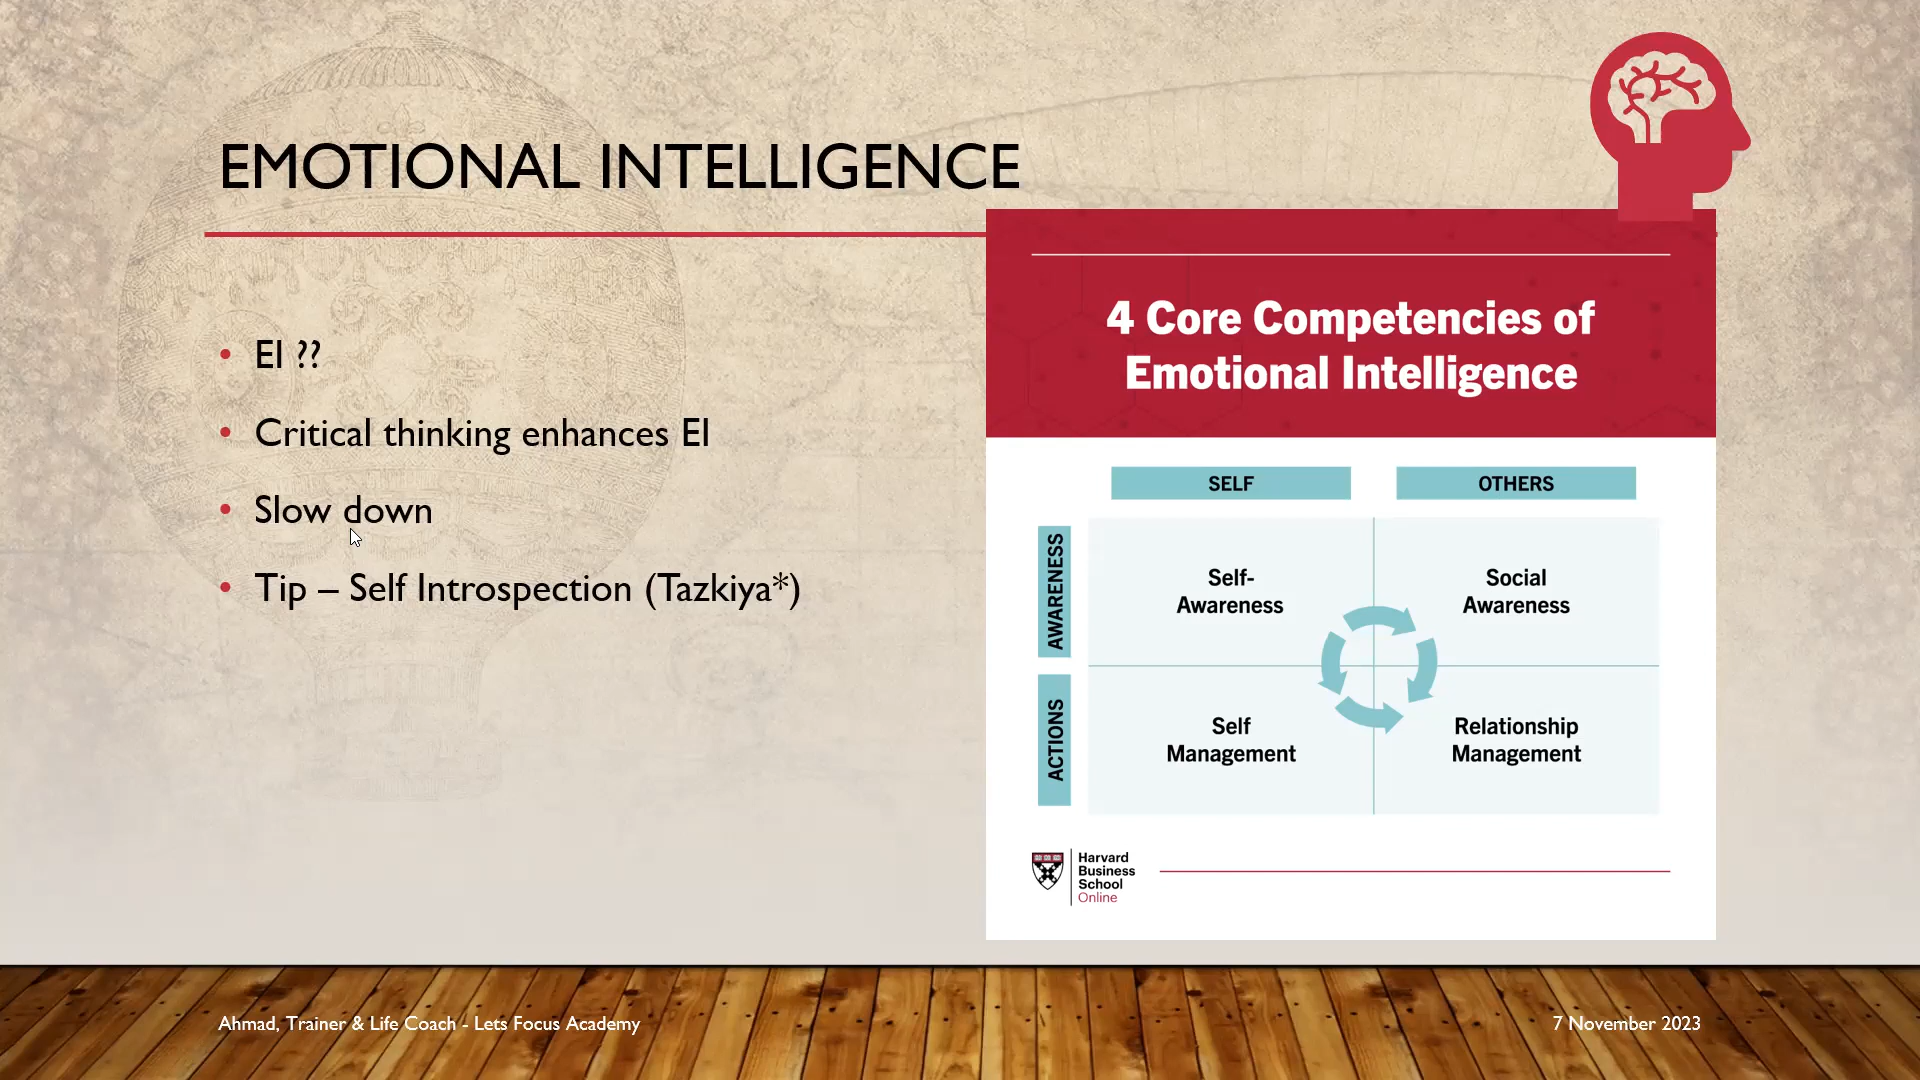 EMOTIONAL INTELLIGENCE
• EI ??
• Critical thinking enhances EI
• Slow down
• Tip – Self Introspection (Tazkiya*)
4 Core Competencies of
Emotional Intelligence
SELF
OTHERS
AWARENESS
Self-
Awareness
Social
Awareness
ACTIONS
Self
Management
Relationship
Management
Harvard
Business
School
Online
Ahmad, Trainer & Life Coach - Lets Focus Academy
7 November 2023